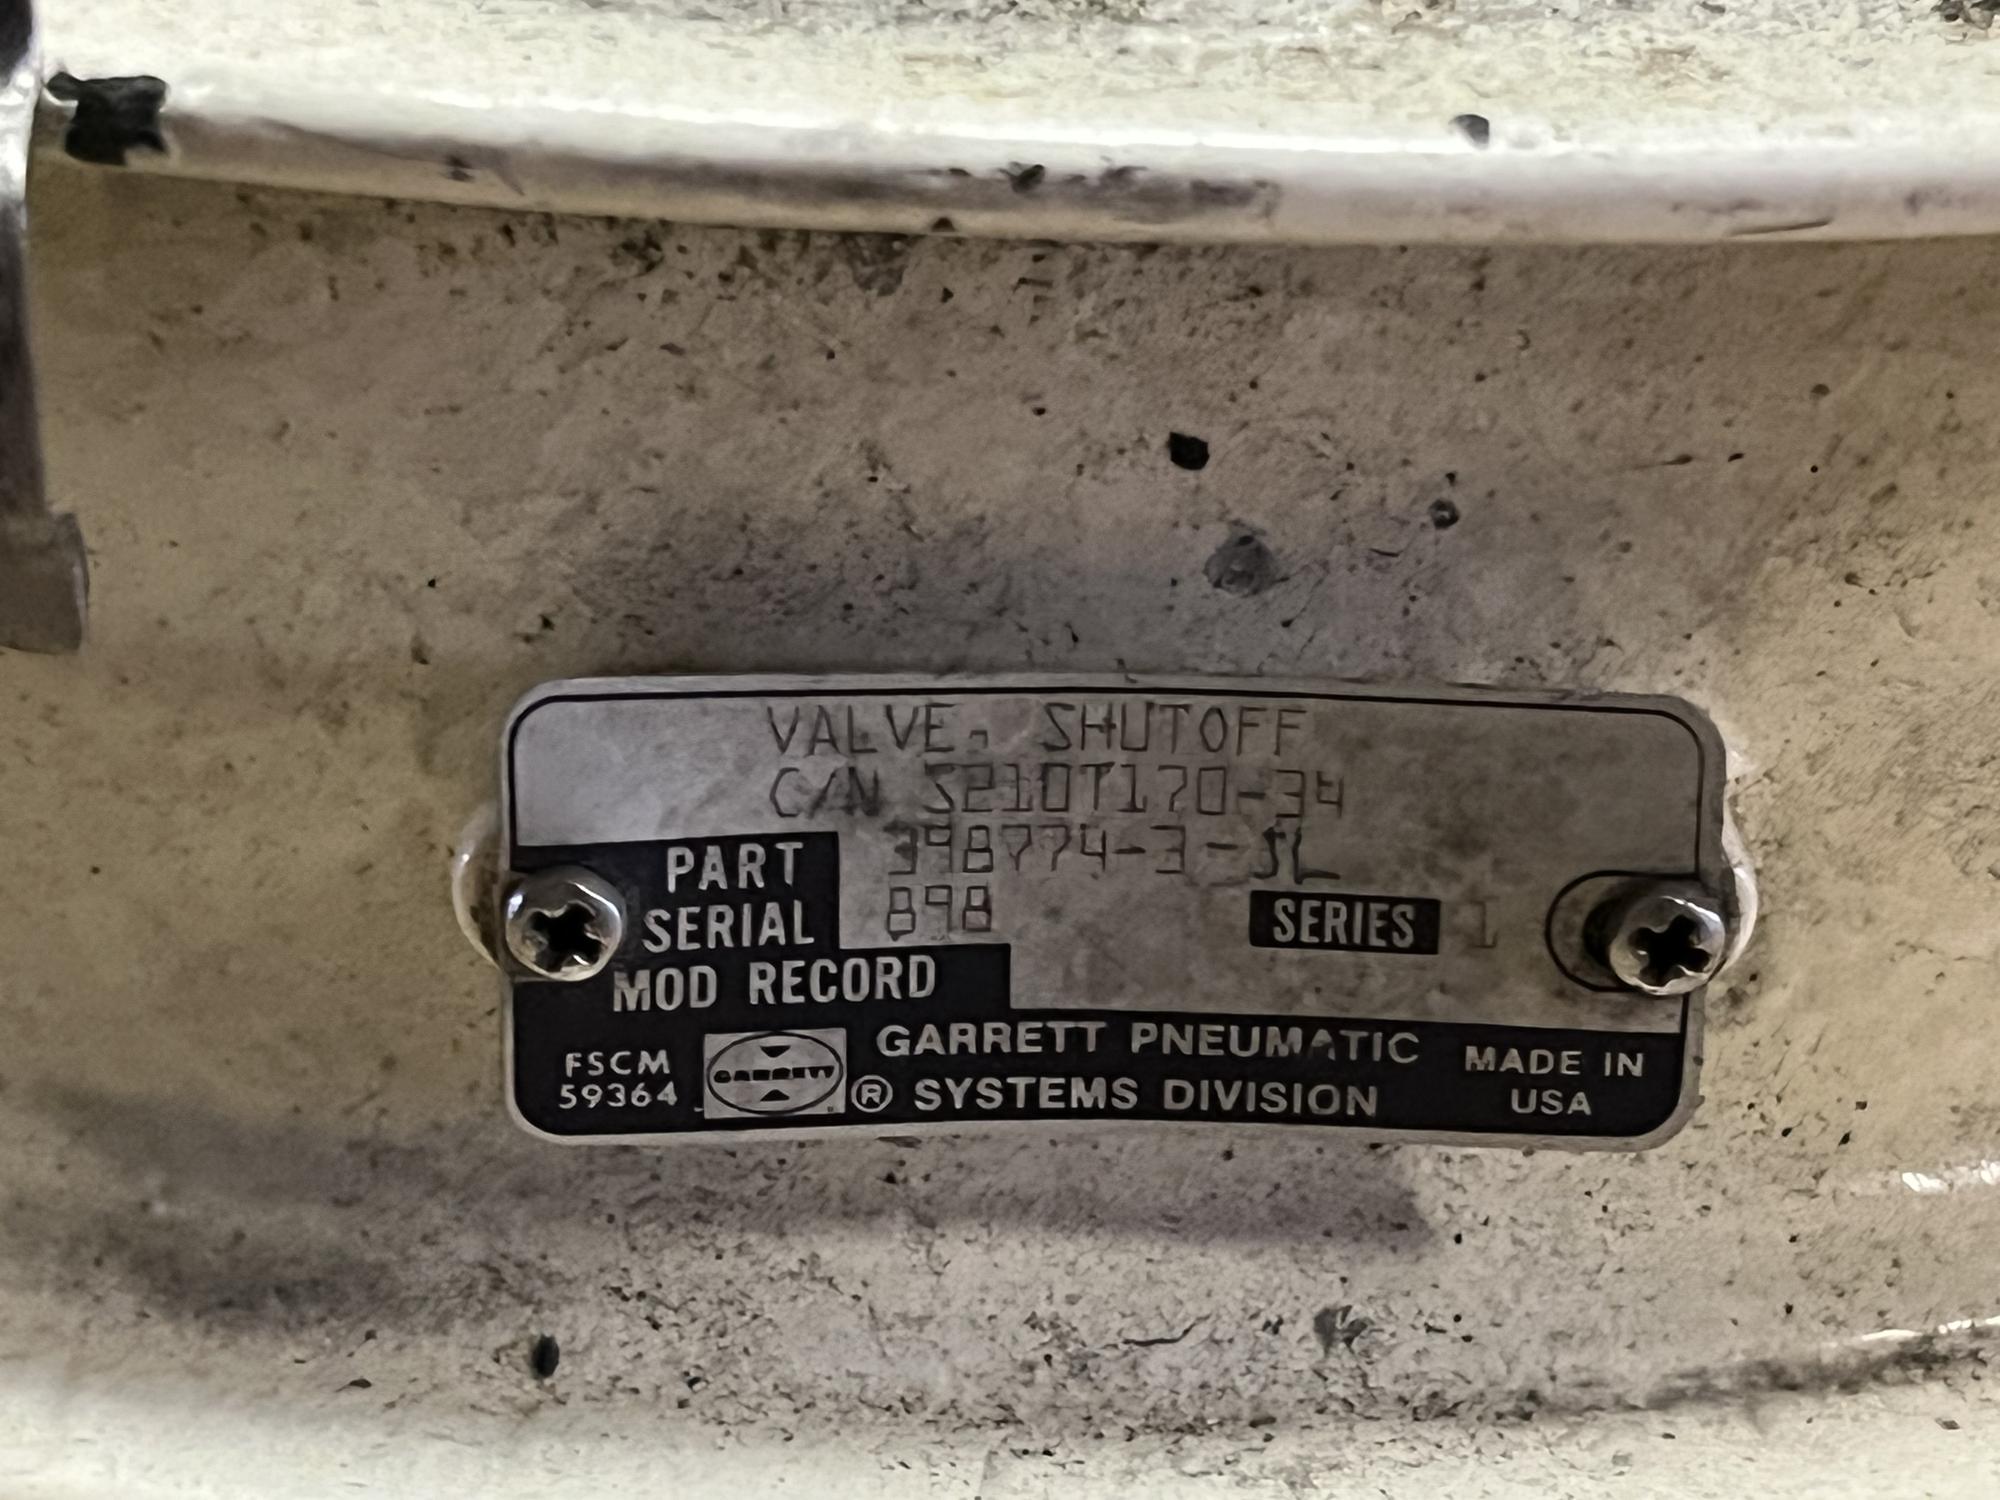 VALVE, SHUTOFF
C/N S210T170-34
PART 398774-3-SL
SERIAL 898 SERIES 1
MOD RECORD
FSCM
59364
GARRETT
®
GARRETT PNEUMATIC
SYSTEMS DIVISION
MADE IN
USA